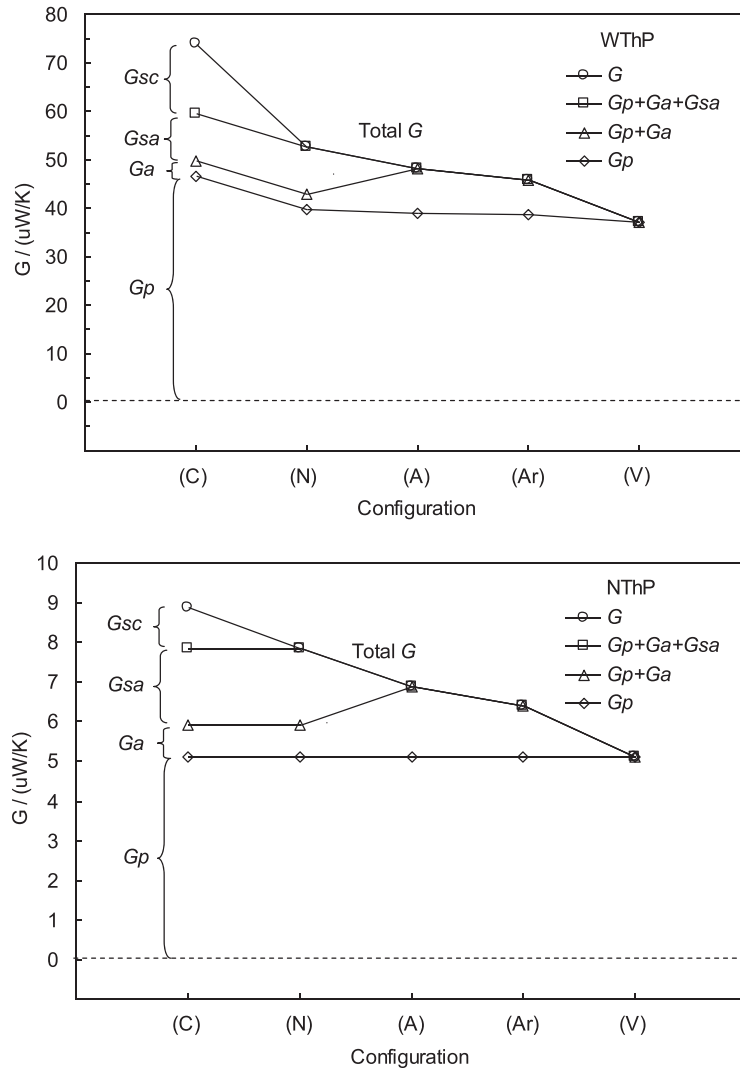 80
70
60
50
40
30
20
10
0
G / (uW/K)
Gsc
Gsa
Ga
Gp
Total G
WThP
G
Gp+Ga+Gsa
Gp+Ga
Gp
(C) (N) (A) (Ar) (V)
Configuration
10
9
8
7
6
5
4
3
2
1
0
G / (uW/K)
Gsc
Gsa
Ga
Gp
Total G
NThP
G
Gp+Ga+Gsa
Gp+Ga
Gp
(C) (N) (A) (Ar) (V)
Configuration